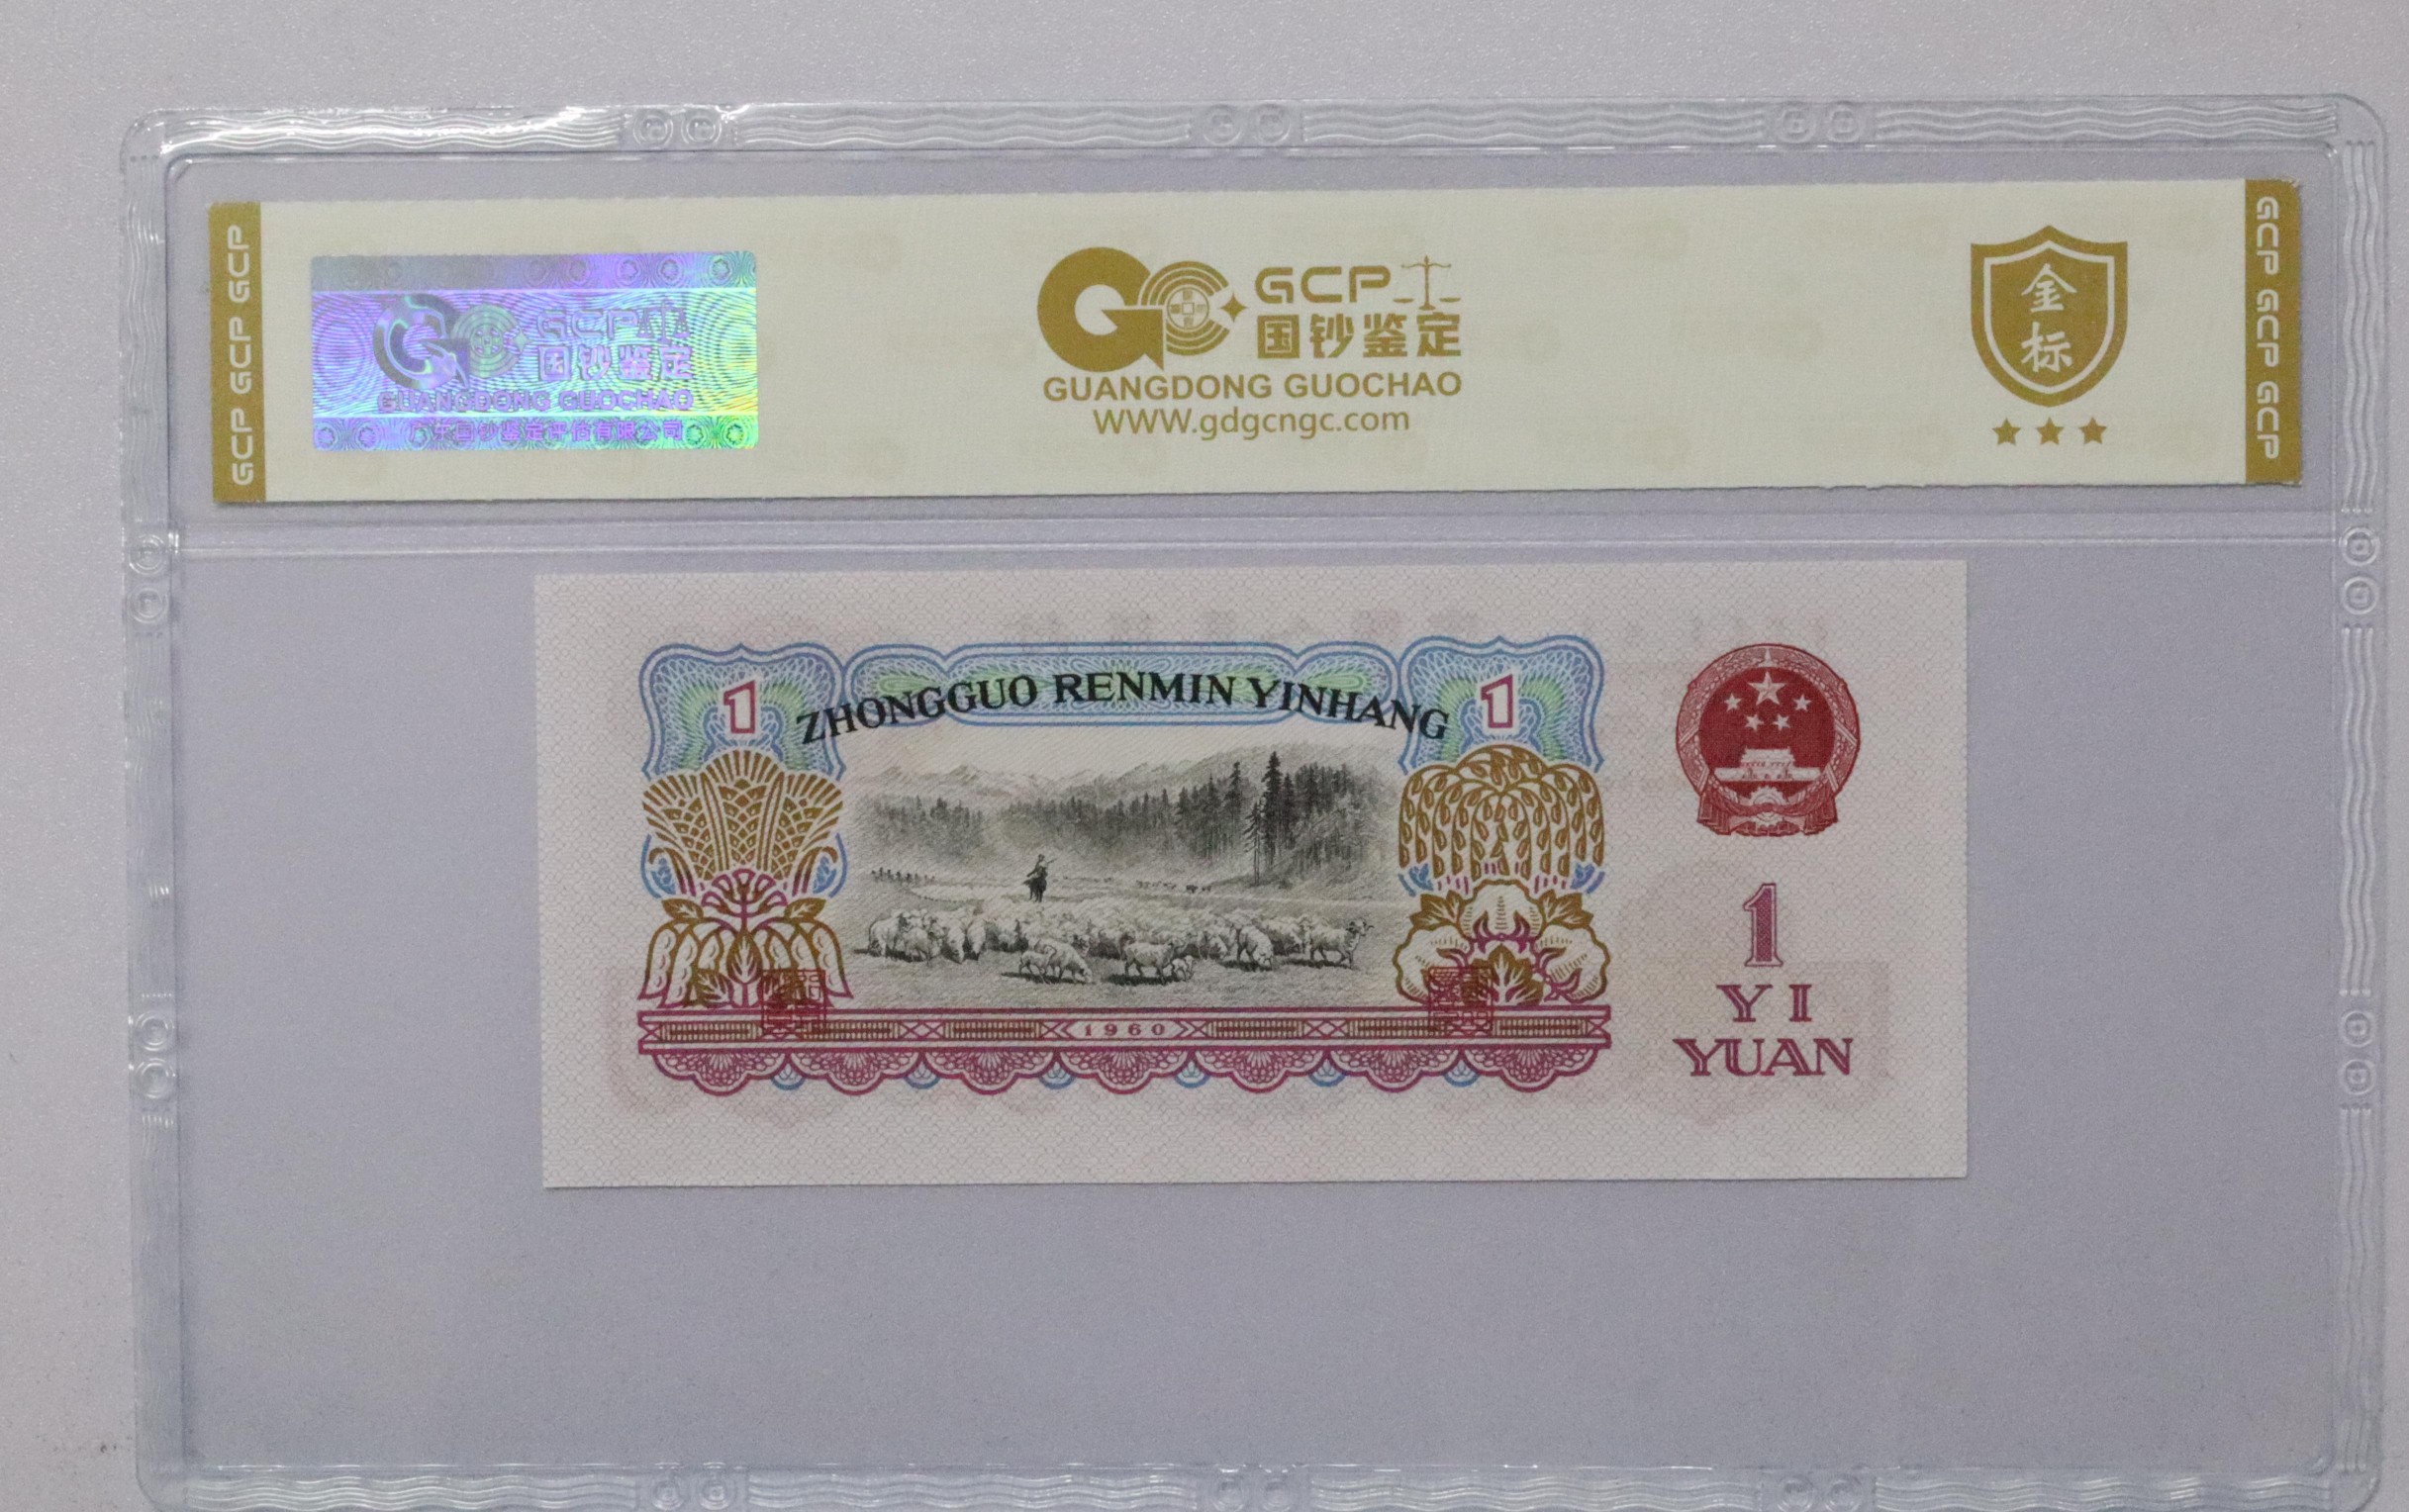 GCP GCP GCP
GCP
国钞鉴定
GUANGDONG GUOCHAO
广东国钞鉴定评估有限公司
GCP
国钞鉴定
GUANGDONG GUOCHAO
WWW.gdgcngc.com
金
标
GCP GCP GCP
1
ZHONGGUO RENMIN YINHANG
1
1960
1
YI
YUAN